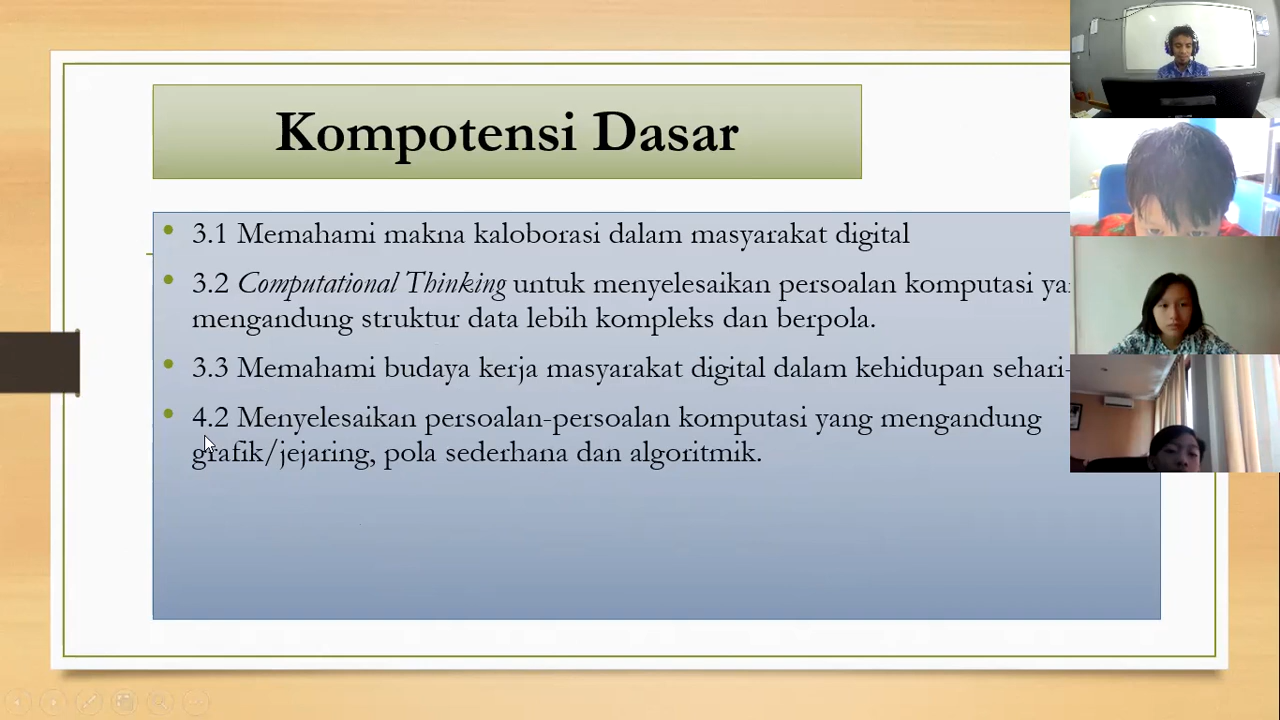 Kompotensi Dasar
3.1 Memahami makna kaloborasi dalam masyarakat digital
3.2 Computational Thinking untuk menyelesaikan persoalan komputasi
mengandung struktur data lebih kompleks dan berpola.
3.3 Memahami budaya kerja masyarakat digital dalam kehidupan sehari-
4.2 Menyelesaikan persoalan-persoalan komputasi yang mengandung
grafik/jejaring, pola sederhana dan algoritmik.